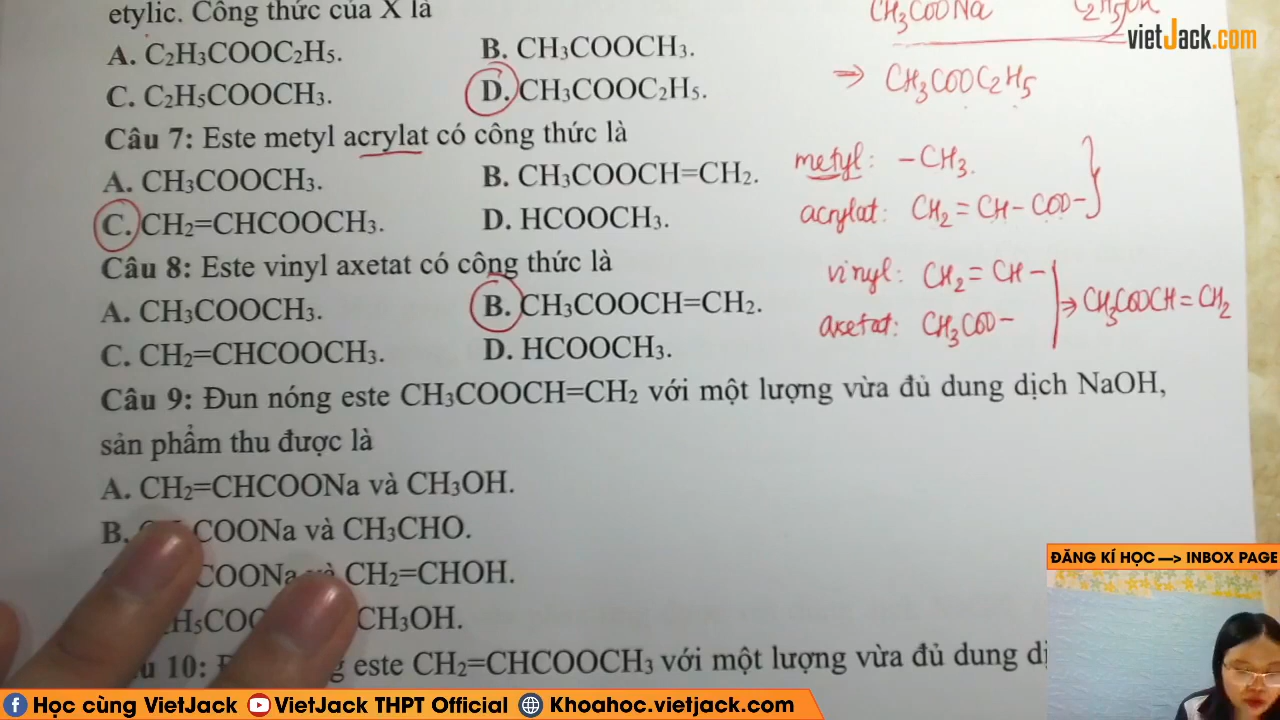 etylic. Công thức của X là
CH3COONa
vietJack.com
A. C2H3COOC2H5.
B. CH3COOCH3.
C. C2H5COOCH3.
D. CH3COOC2H5.
⇒ CH3COOC2H5
Câu 7: Este metyl acrylat có công thức là
A. CH3COOCH3.
B. CH3COOCH=CH2.
metyl: –CH3.
C. CH2=CHCOOCH3.
D. HCOOCH3.
acrylat: CH2 = CH – COO –
Câu 8: Este vinyl axetat có công thức là
vinyl: CH2 = CH –
A. CH3COOCH3.
B. CH3COOCH=CH2.
⇒ CH3COOCH = CH2
axetat: CH3COO –
C. CH2=CHCOOCH3.
D. HCOOCH3.
Câu 9: Đun nóng este CH3COOCH=CH2 với một lượng vừa đủ dung dịch NaOH,
sản phẩm thu được là
A. CH2=CHCOONa và CH3OH.
B. COONa và CH3CHO.
COONa và CH2=CHOH.
H5COO CH3OH.
10: este CH2=CHCOOCH3 với một lượng vừa đủ dung
ĐĂNG KÍ HỌC —> INBOX PAGE
Học cùng VietJack
VietJack THPT Official
Khoahoc.vietjack.com